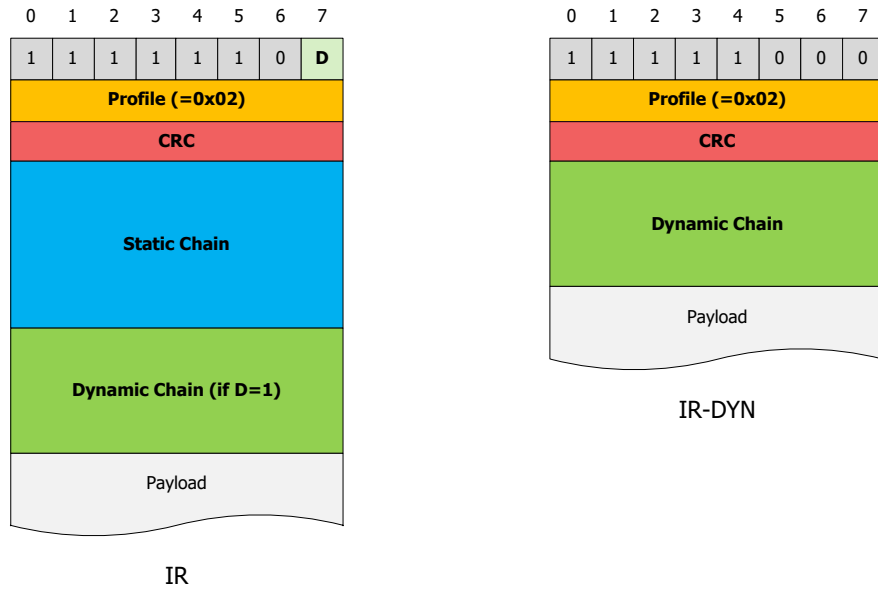 0 1 2 3 4 5 6 7
1 1 1 1 1 1 0 D
Profile (=0x02)
CRC
Static Chain
Dynamic Chain (if D=1)
Payload
IR
0 1 2 3 4 5 6 7
1 1 1 1 1 0 0 0
Profile (=0x02)
CRC
Dynamic Chain
Payload
IR-DYN